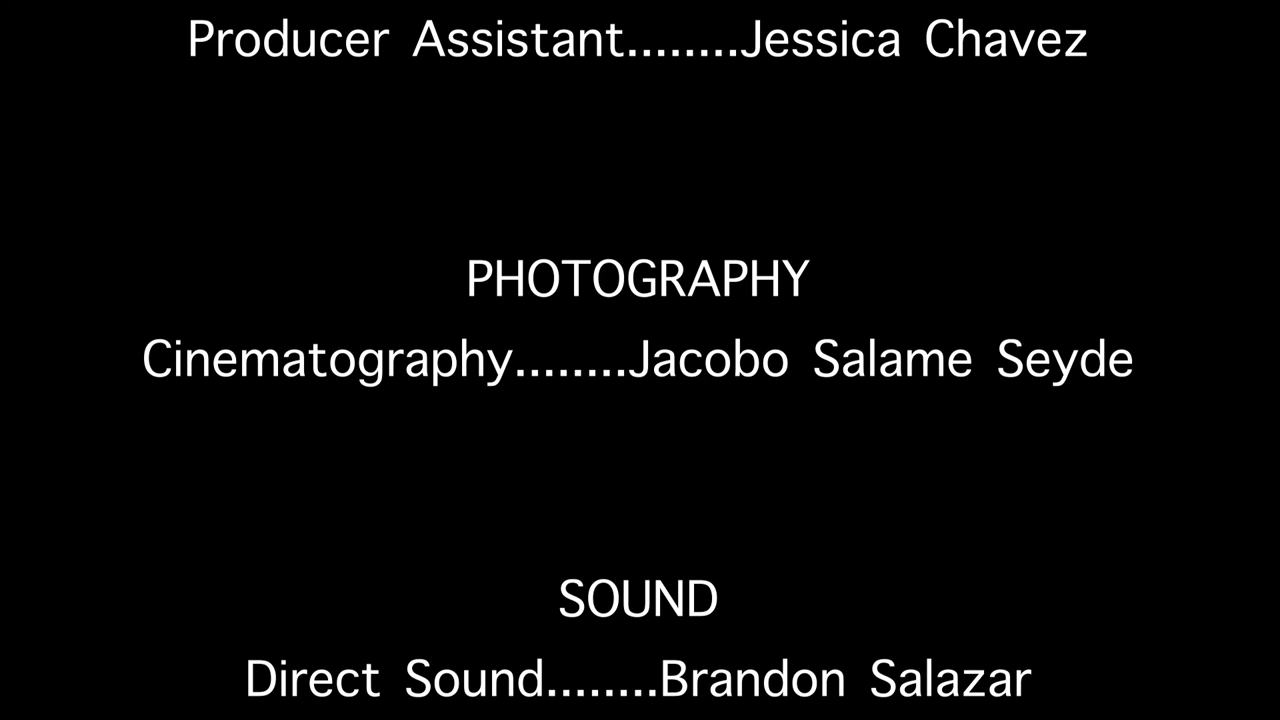 Producer Assistant........Jessica Chavez
PHOTOGRAPHY
Cinematography........Jacobo Salame Seyde
SOUND
Direct Sound........Brandon Salazar